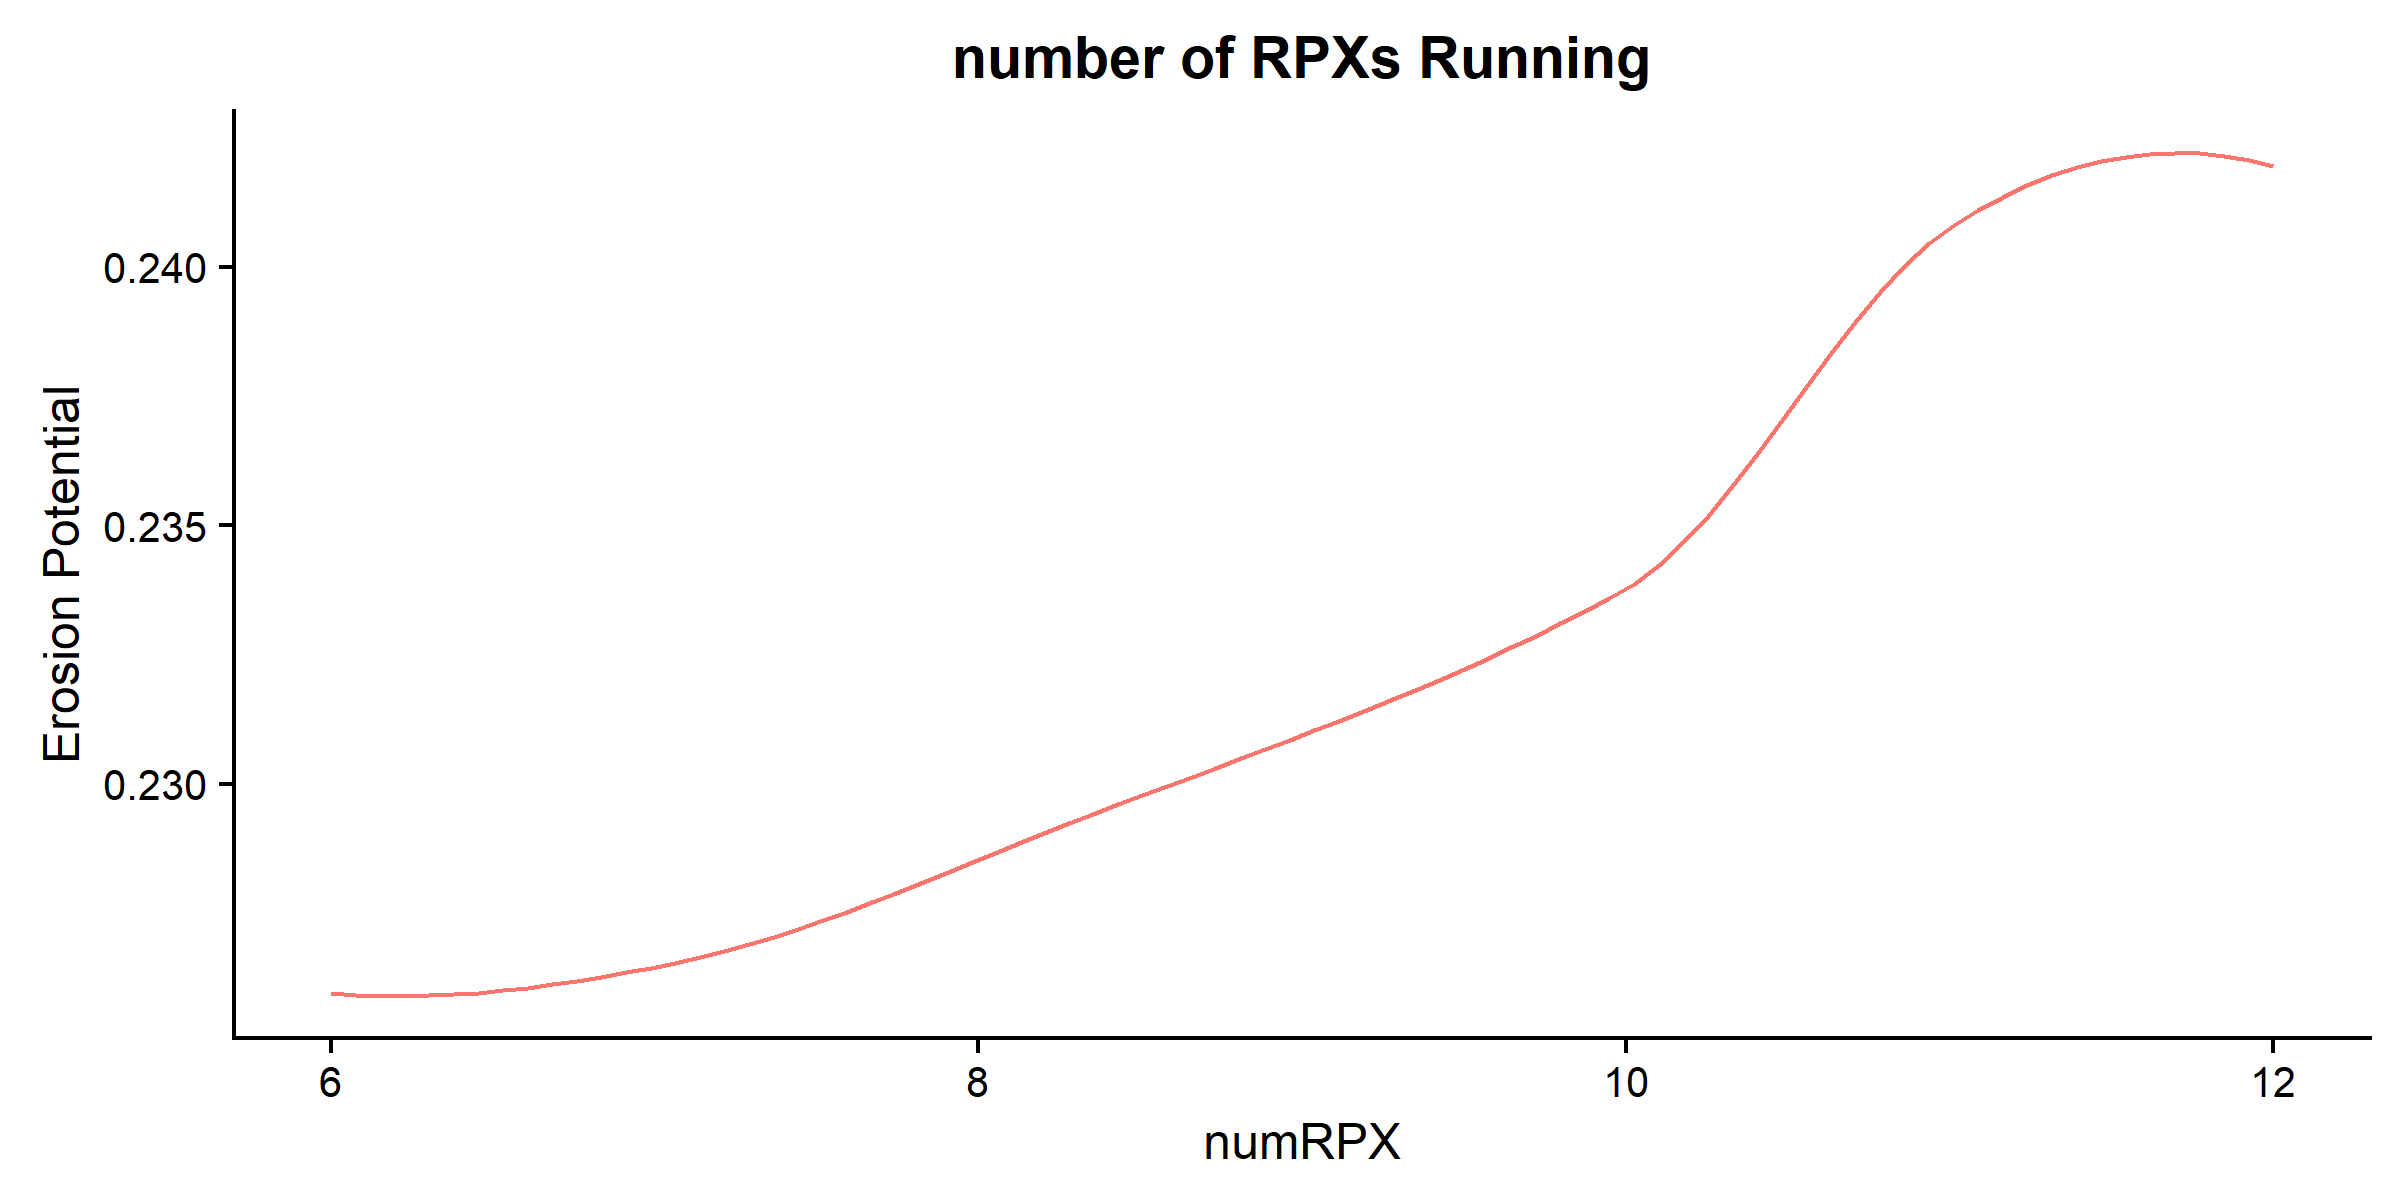 number of RPXs Running
Erosion Potential
0.240
0.235
0.230
6 8 10 12
numRPX